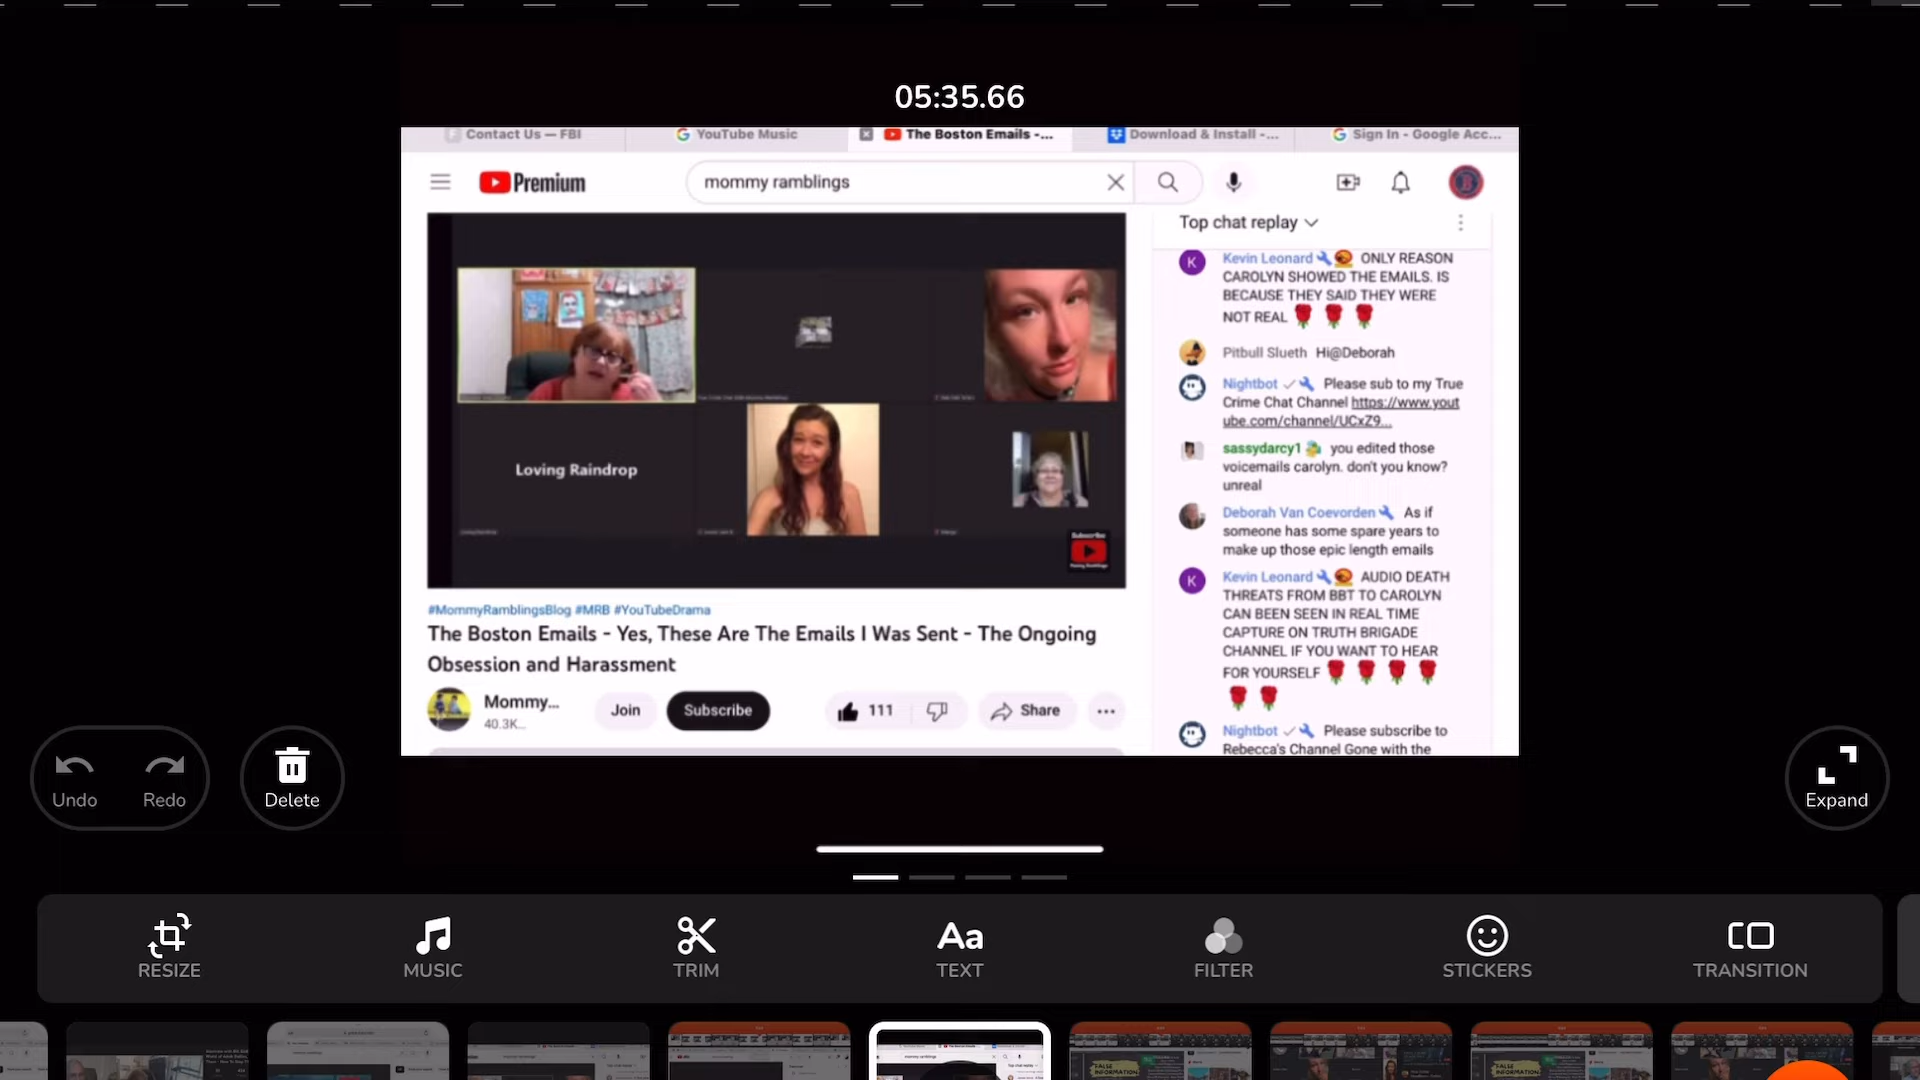 05:35.66
Contact Us — FBI
YouTube Music
The Boston Emails -...
Download & Install -...
Sign In - Google Acc...
Premium
mommy ramblings
Top chat replay
Kevin Leonard ONLY REASON
CAROLYN SHOWED THE EMAILS. IS
BECAUSE THEY SAID THEY WERE
NOT REAL
Pitbull Slueth Hi@Deborah
Nightbot Please sub to my True
Crime Chat Channel https://www.yout
ube.com/channel/UCxZ9...
sassydarcy1 you edited those
voicemails carolyn. don't you know?
unreal
Deborah Van Coevorden As if
someone has some spare years to
make up those epic length emails
K
Kevin Leonard AUDIO DEATH
THREATS FROM BBT TO CAROLYN
CAN BEEN SEEN IN REAL TIME
CAPTURE ON TRUTH BRIGADE
CHANNEL IF YOU WANT TO HEAR
FOR YOURSELF
Nightbot Please subscribe to
Rebecca's Channel Gone with the
Loving Raindrop
Subscribe
#MommyRamblingsBlog #MRB #YouTubeDrama
The Boston Emails - Yes, These Are The Emails I Was Sent - The Ongoing
Obsession and Harassment
Mommy...
40.3K...
Join
Subscribe
111
Share
Undo
Redo
Delete
Expand
RESIZE
MUSIC
TRIM
Aa
TEXT
FILTER
STICKERS
TRANSITION
FALSE
INFORMATION